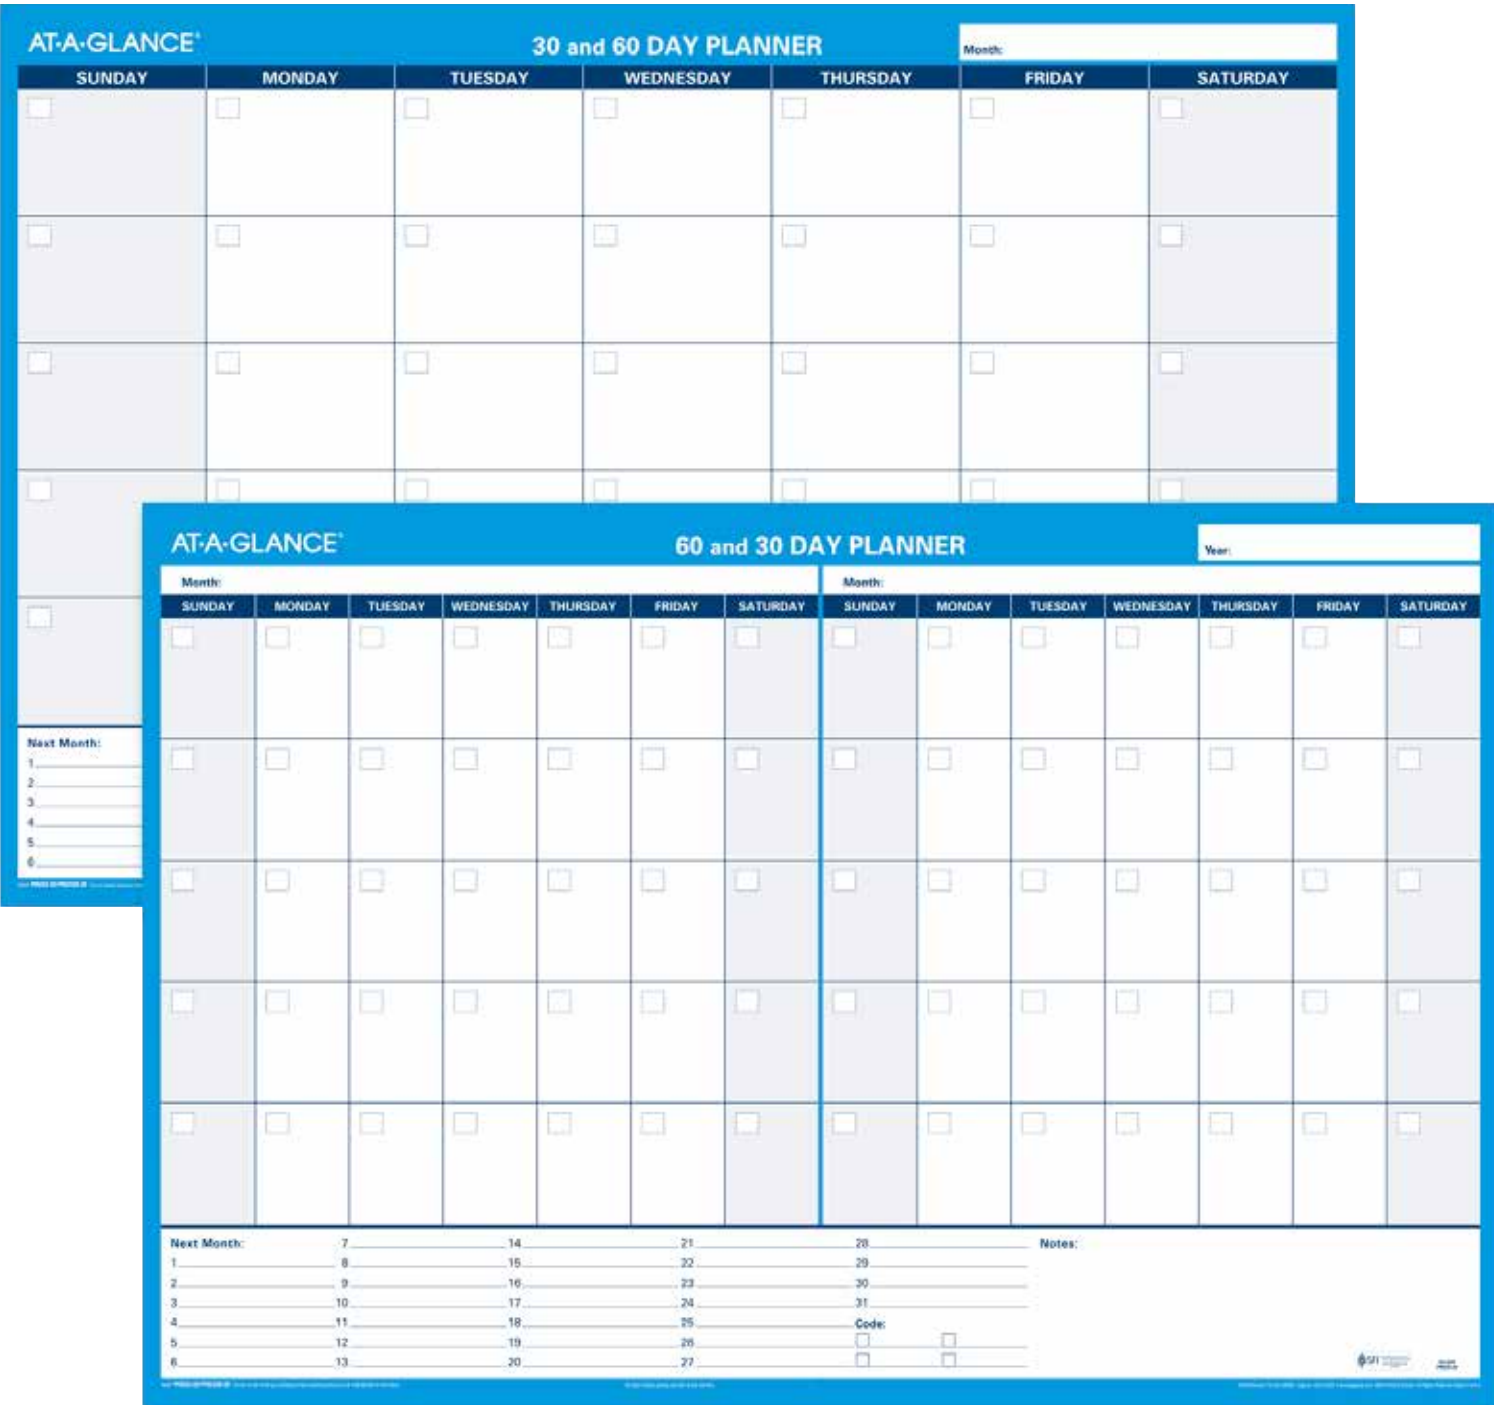 AT-A-GLANCE®
30 and 60 DAY PLANNER
Month:
SUNDAY MONDAY TUESDAY WEDNESDAY THURSDAY FRIDAY SATURDAY
Next Month:
1
2
3
4
5
6
AT-A-GLANCE®
60 and 30 DAY PLANNER
Year:
Month: Month:
SUNDAY MONDAY TUESDAY WEDNESDAY THURSDAY FRIDAY SATURDAY SUNDAY MONDAY TUESDAY WEDNESDAY THURSDAY FRIDAY SATURDAY
Next Month: 7 14 21 28 Notes:
1 8 15 22 29
2 9 16 23 30
3 10 17 24 31
4 11 18 25 Code:
5 12 19 26
6 13 20 27
SFI